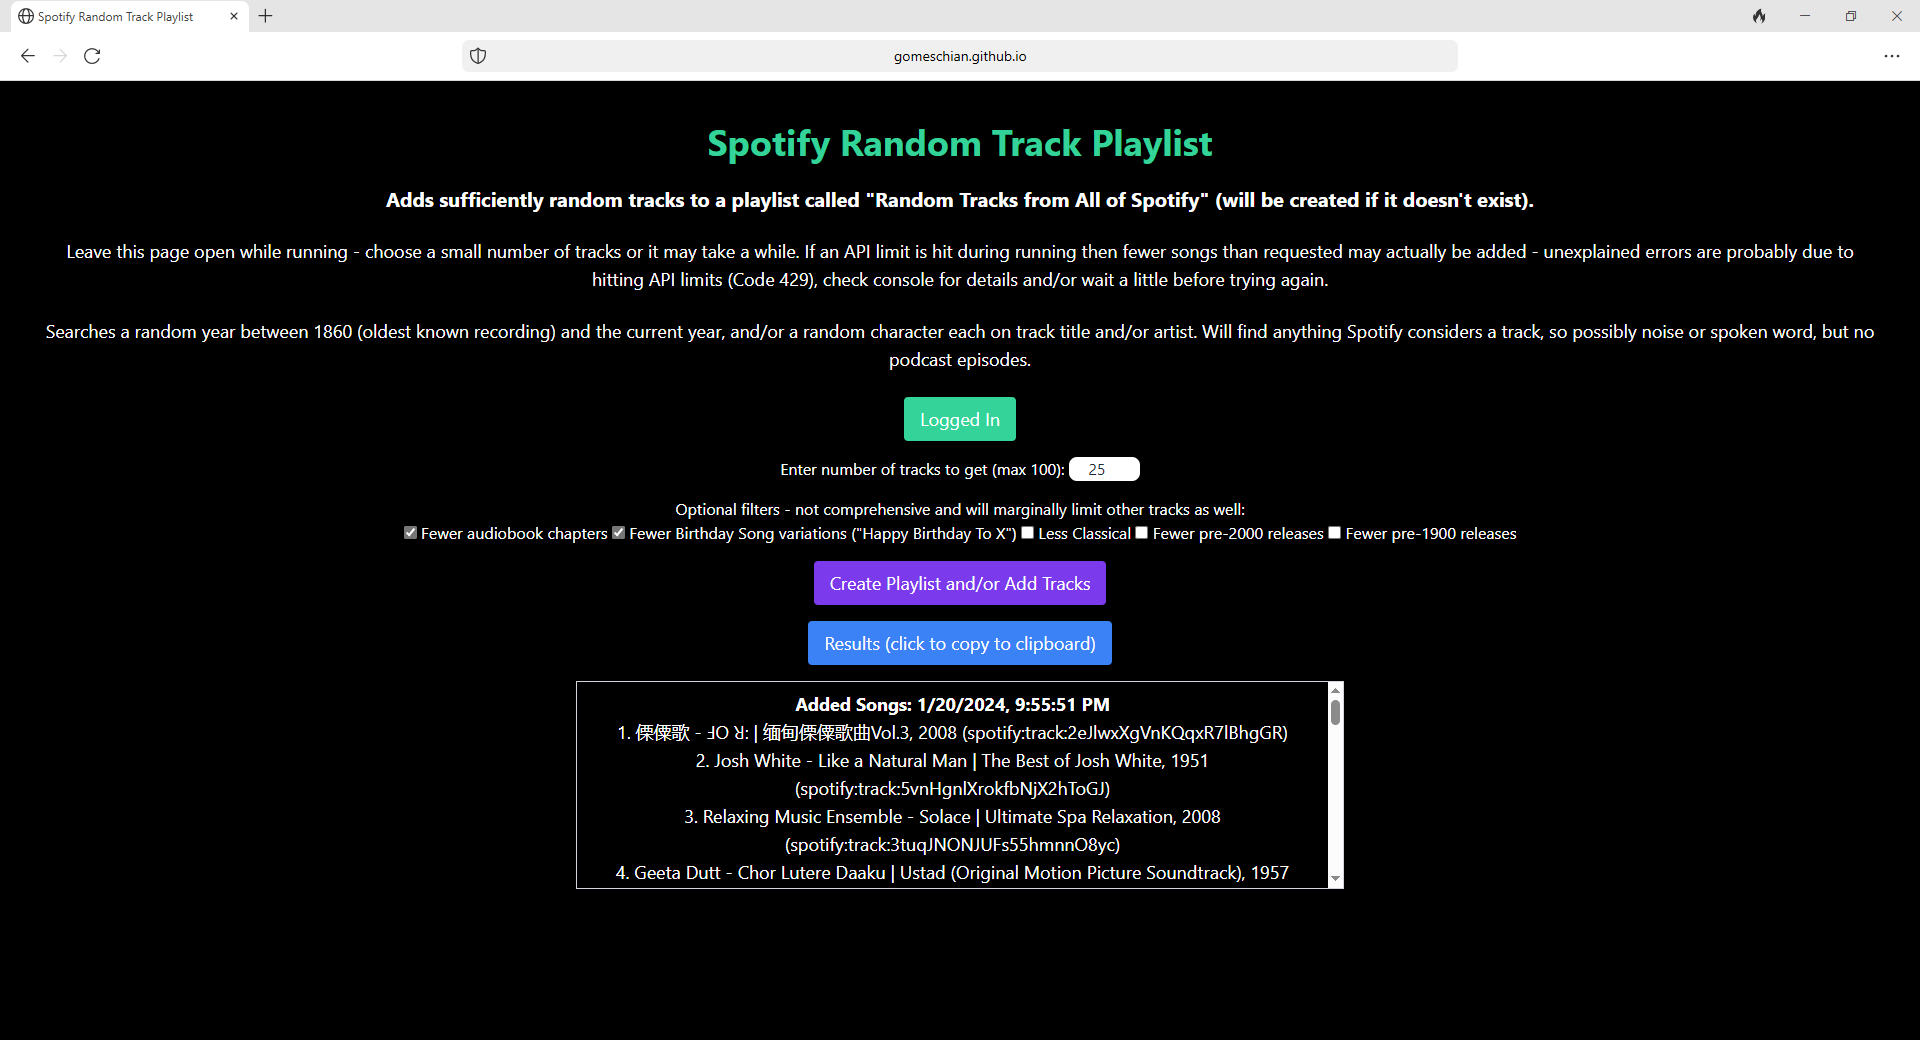 Spotify Random Track Playlist
gomeschian.github.io
Spotify Random Track Playlist
Adds sufficiently random tracks to a playlist called "Random Tracks from All of Spotify" (will be created if it doesn't exist).
Leave this page open while running - choose a small number of tracks or it may take a while. If an API limit is hit during running then fewer songs than requested may actually be added - unexplained errors are probably due to
hitting API limits (Code 429), check console for details and/or wait a little before trying again.
Searches a random year between 1860 (oldest known recording) and the current year, and/or a random character each on track title and/or artist. Will find anything Spotify considers a track, so possibly noise or spoken word, but no
podcast episodes.
Logged In
Enter number of tracks to get (max 100): 25
Optional filters - not comprehensive and will marginally limit other tracks as well:
Fewer audiobook chapters Fewer Birthday Song variations ("Happy Birthday To X") Less Classical Fewer pre-2000 releases Fewer pre-1900 releases
Create Playlist and/or Add Tracks
Results (click to copy to clipboard)
Added Songs: 1/20/2024, 9:55:51 PM
1. 傈僳歌 - ꓞO ꓤ: | 缅甸傈僳歌曲Vol.3, 2008 (spotify:track:2eJlwxXgVnKQqxR7lBhgGR)
2. Josh White - Like a Natural Man | The Best of Josh White, 1951
(spotify:track:5vnHgnlXrokfbNjX2hToGJ)
3. Relaxing Music Ensemble - Solace | Ultimate Spa Relaxation, 2008
(spotify:track:3tuqJNONJUFs55hmnnO8yc)
4. Geeta Dutt - Chor Lutere Daaku | Ustad (Original Motion Picture Soundtrack), 1957